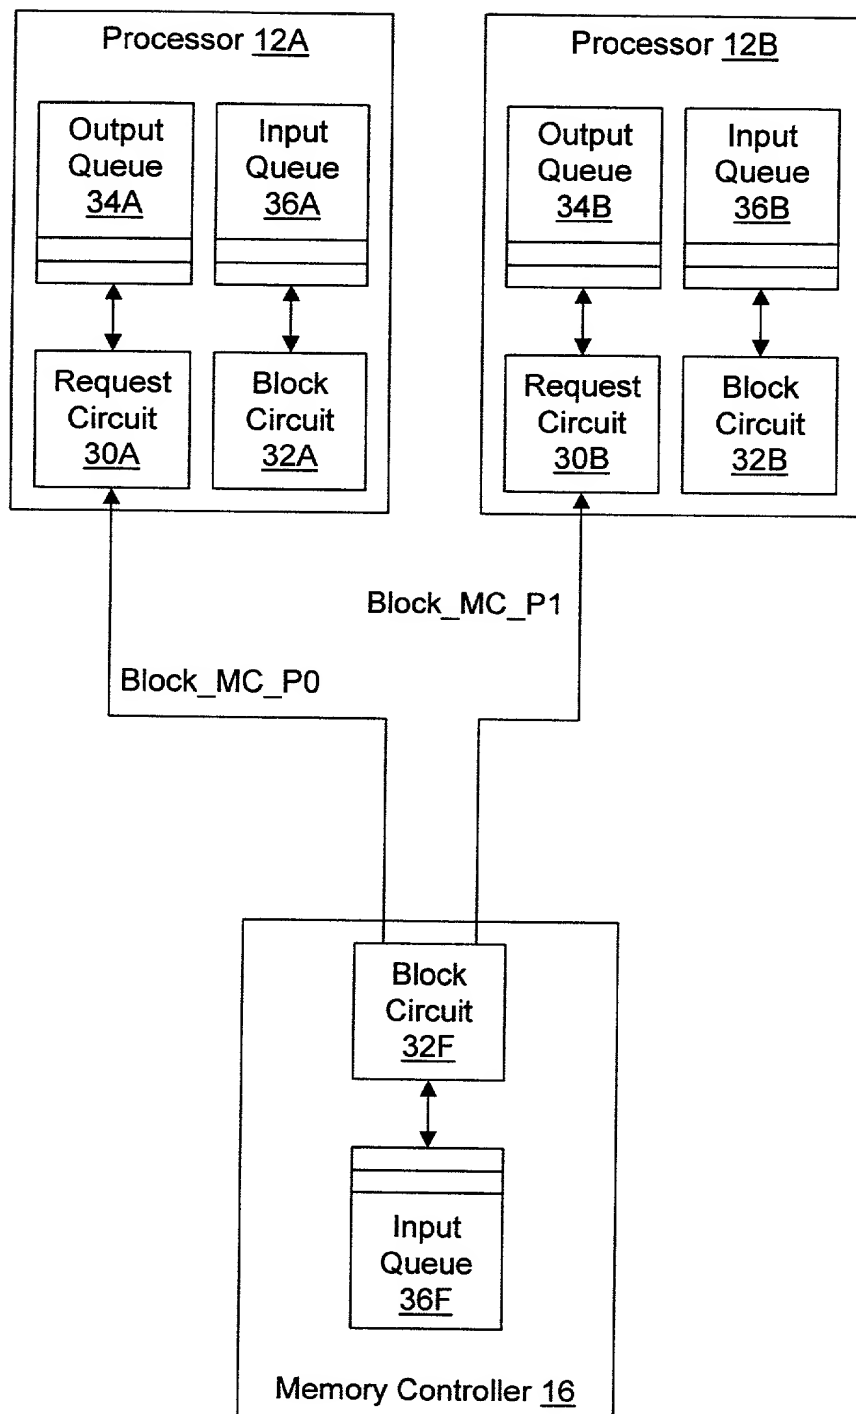 Processor 12A
Output
Queue
34A
Input
Queue
36A
Request
Circuit
30A
Block
Circuit
32A
Processor 12B
Output
Queue
34B
Input
Queue
36B
Request
Circuit
30B
Block
Circuit
32B
Block_MC_P1
Block_MC_P0
Block
Circuit
32F
Input
Queue
36F
Memory Controller 16